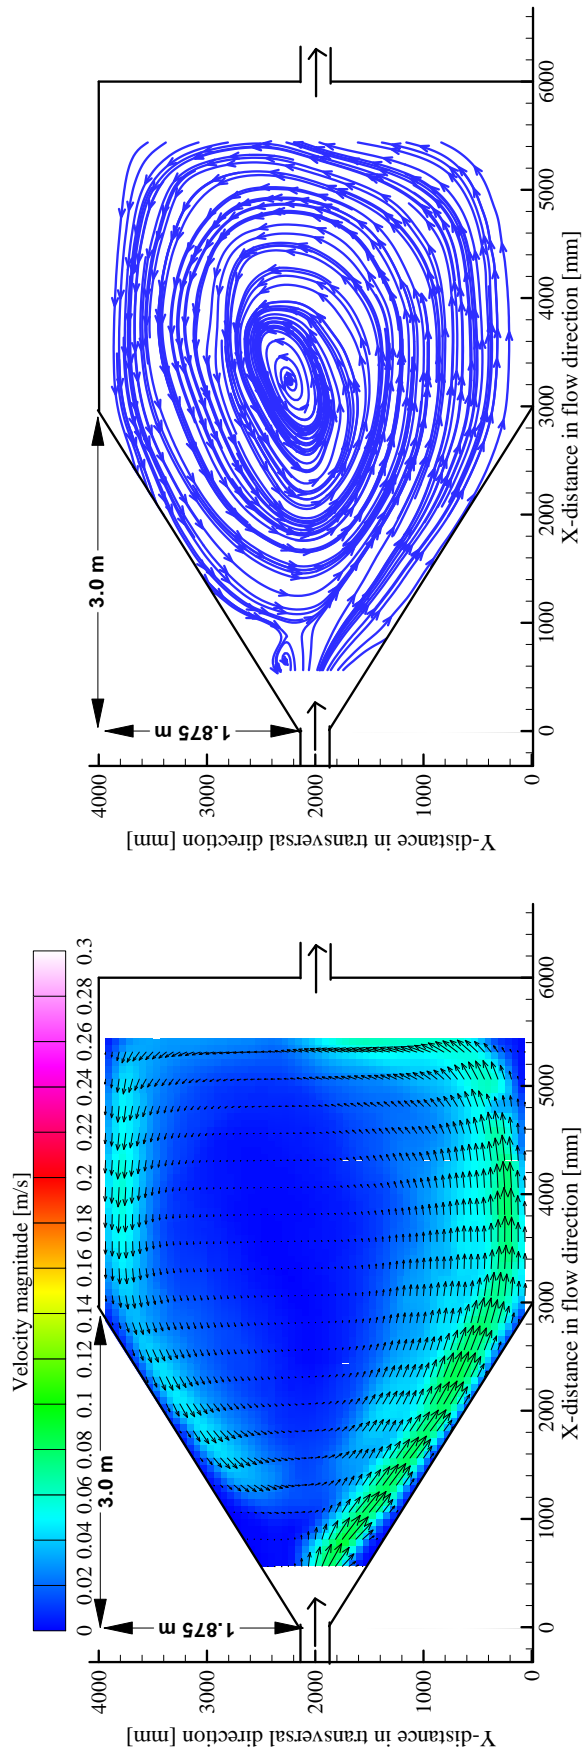 Velocity magnitude [m/s]
0 0.02 0.04 0.06 0.08 0.1 0.12 0.14 0.16 0.18 0.2 0.22 0.24 0.26 0.28 0.3
3.0 m
1.875 m
Y-distance in transversal direction [mm]
4000
3000
2000
1000
0
0 1000 2000 3000 4000 5000 6000
X-distance in flow direction [mm]
3.0 m
1.875 m
Y-distance in transversal direction [mm]
4000
3000
2000
1000
0
0 1000 2000 3000 4000 5000 6000
X-distance in flow direction [mm]